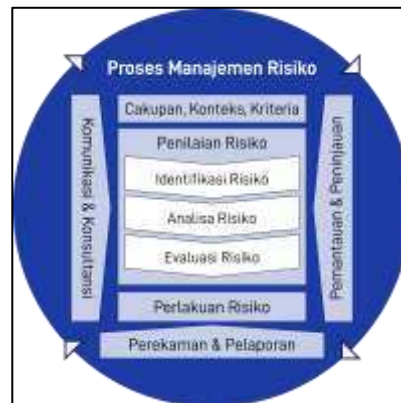 Proses Manajemen Risiko
Cakupan, Konteks, Kriteria
Penilaian Risiko
Identifikasi Risiko
Analisa Risiko
Evaluasi Risiko
Perlakuan Risiko
Perekaman & Pelaporan
Komunikasi & Konsultansi
Pemantauan & Peninjauan